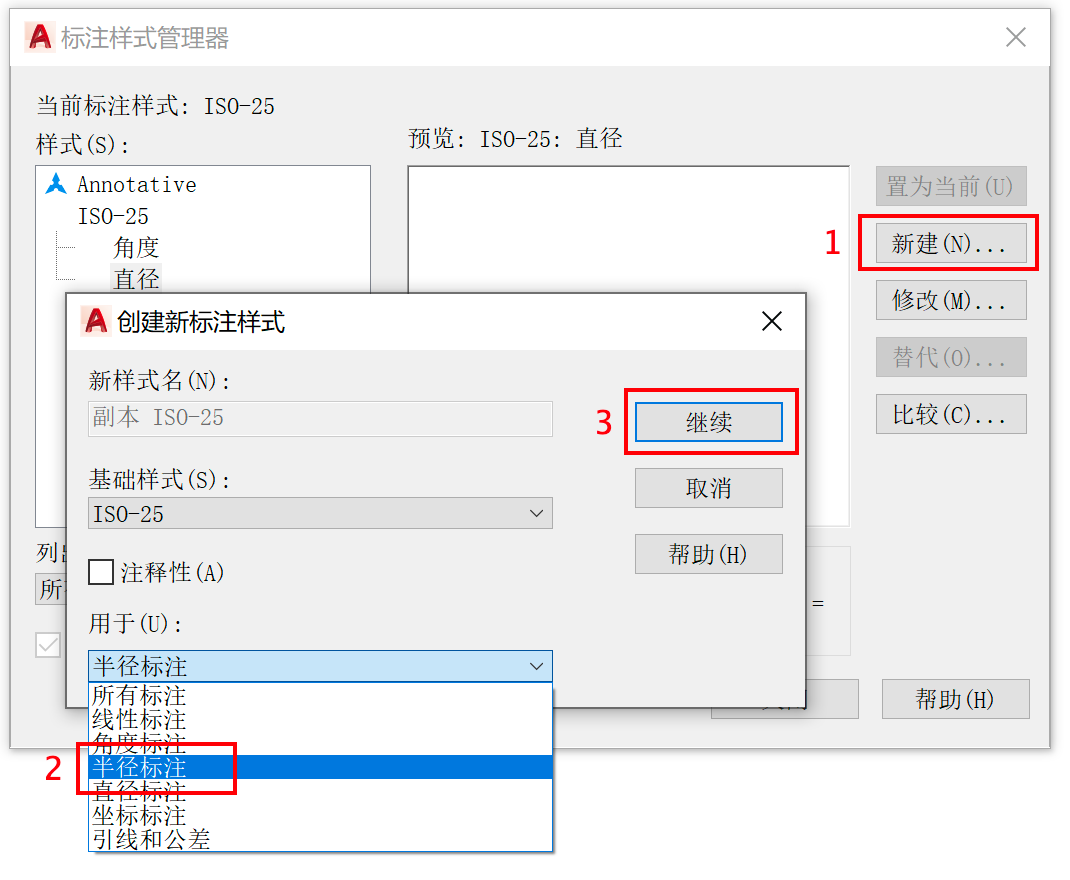 标注样式管理器
当前标注样式: ISO-25
样式(S):
预览: ISO-25: 直径
Annotative
ISO-25
角度
直径
置为当前(U)
1
新建(N)...
修改(M)...
替代(O)...
比较(C)...
创建新标注样式
新样式名(N):
副本 ISO-25
3
继续
基础样式(S):
ISO-25
取消
帮助(H)
列出
所
注释性(A)
=
用于(U):
半径标注
所有标注
线性标注
角度标注
2
半径标注
直径标注
坐标标注
引线和公差
帮助(H)